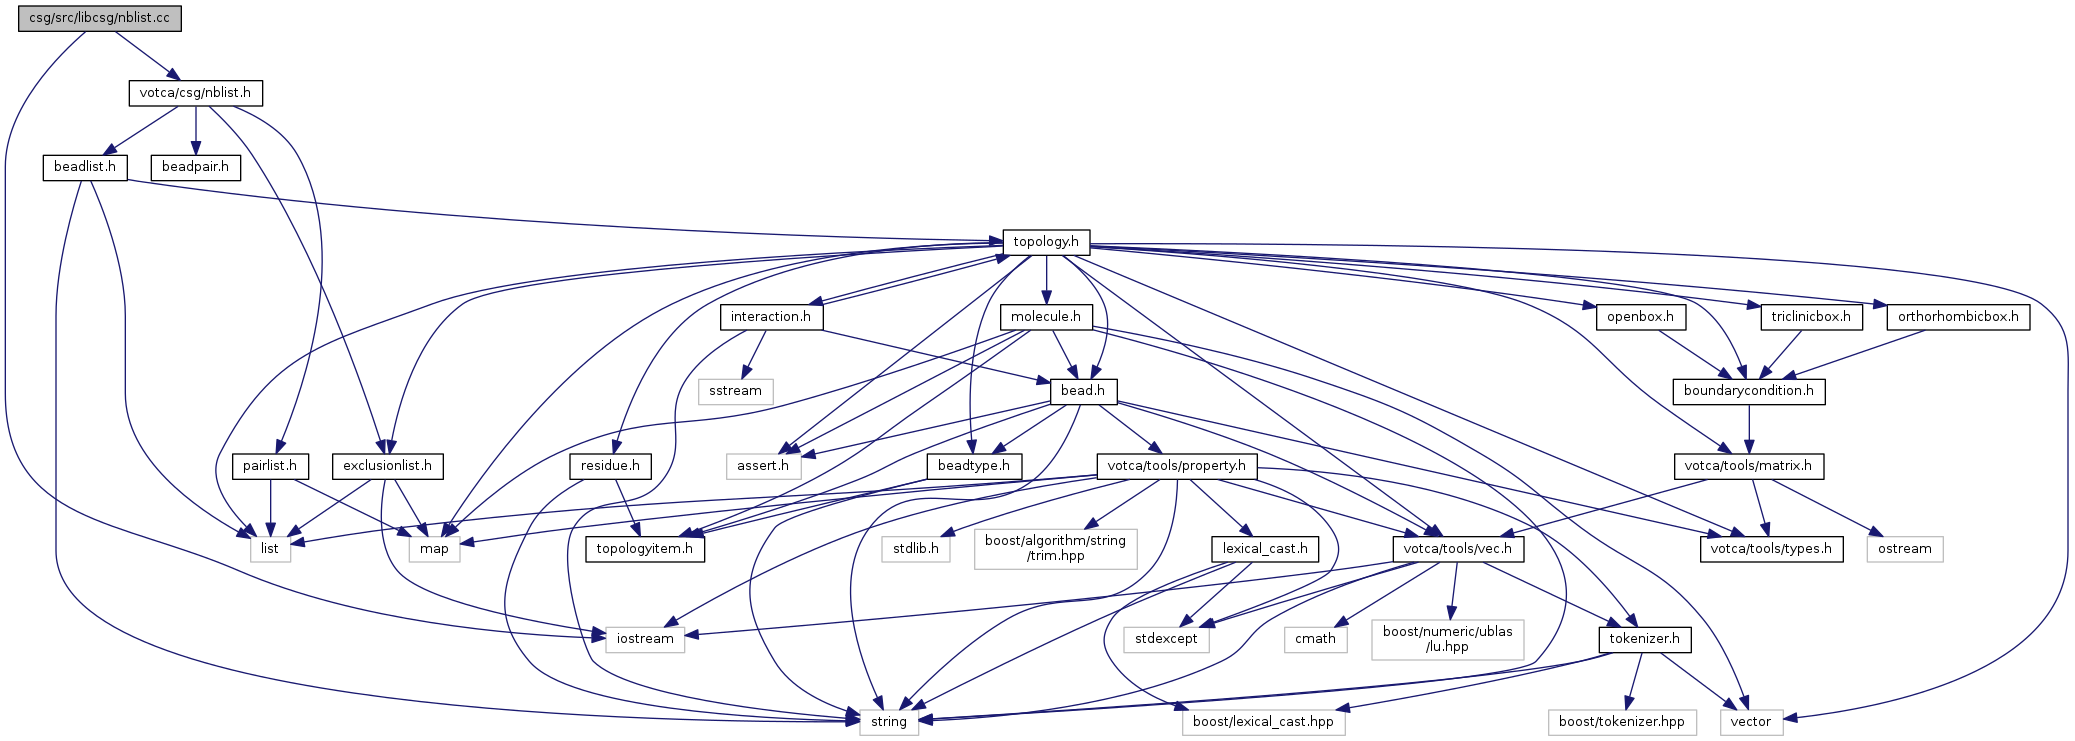 csg/src/libcsg/nblist.cc
votca/csg/nblist.h
beadlist.h
beadpair.h
topology.h
interaction.h
molecule.h
openbox.h
triclinicbox.h
orthorhombicbox.h
sstream
bead.h
boundarycondition.h
pairlist.h
exclusionlist.h
residue.h
assert.h
beadtype.h
votca/tools/property.h
votca/tools/matrix.h
list
map
topologyitem.h
stdlib.h
boost/algorithm/string
/trim.hpp
lexical_cast.h
votca/tools/vec.h
votca/tools/types.h
ostream
iostream
stdexcept
cmath
boost/numeric/ublas
/lu.hpp
tokenizer.h
string
boost/lexical_cast.hpp
boost/tokenizer.hpp
vector